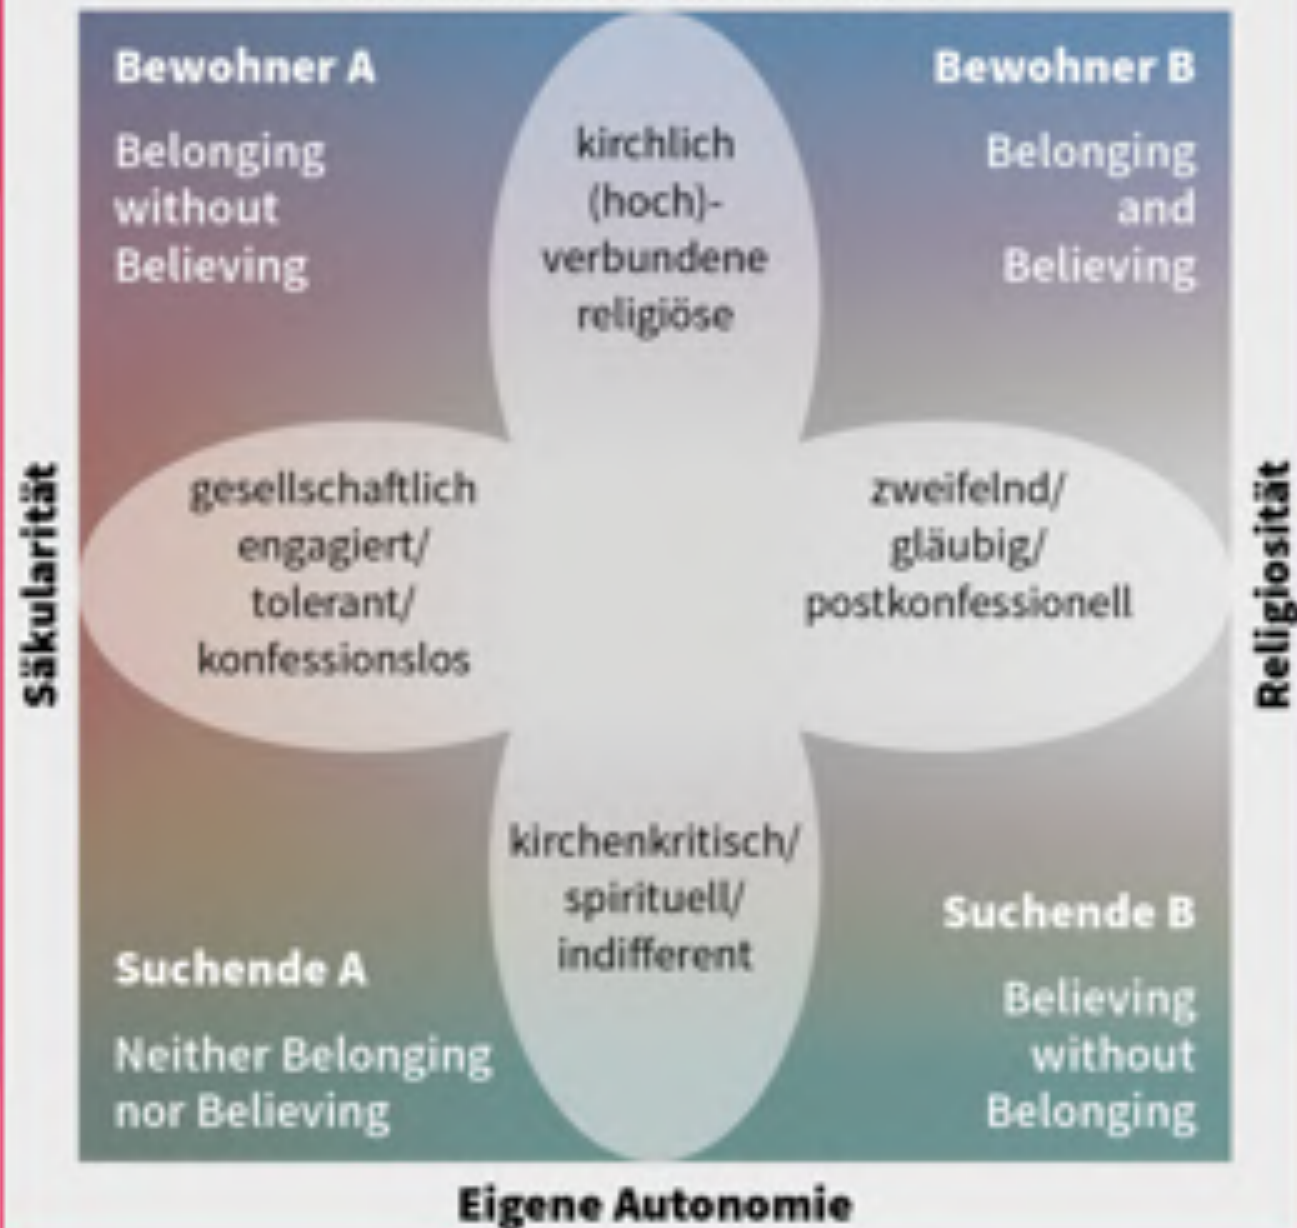 Bewohner A
Belonging
without
Believing
kirchlich
(hoch)-
verbundene
religiöse
Bewohner B
Belonging
and
Believing
Säkularität
gesellschaftlich
engagiert/
tolerant/
konfessionslos
zweifelnd/
gläubig/
postkonfessionell
Religiosität
kirchenkritisch/
spirituell/
indifferent
Suchende A
Neither Belonging
nor Believing
Suchende B
Believing
without
Belonging
Eigene Autonomie